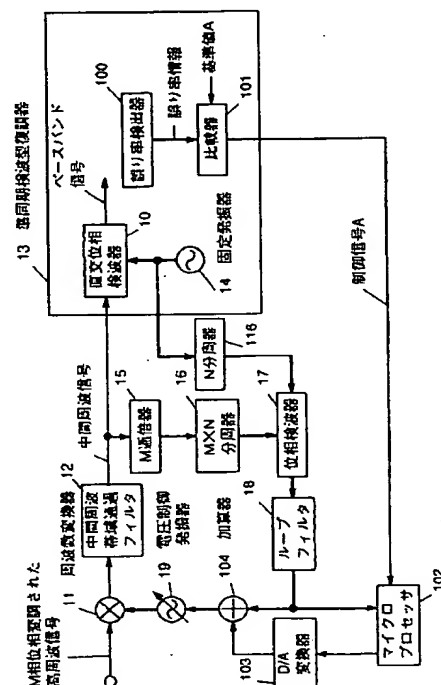 M相位相変調された
高周波信号
11
周波数変換器
12
中間周波
帯域通過
フィルタ
中間周波信号
13
準同期検波型復調器
直交位相
検波器
10
ベースバンド
信号
100
誤り率検出器
誤り率情報
基準値A
比較器
101
固定発振器
14
15
M逓倍器
16
M×N
分周器
N分周器
116
17
位相検波器
18
ループ
フィルタ
19
電圧制御
発振器
加算器
104
103
D/A
変換器
マイクロ
プロセッサ
102
制御信号A